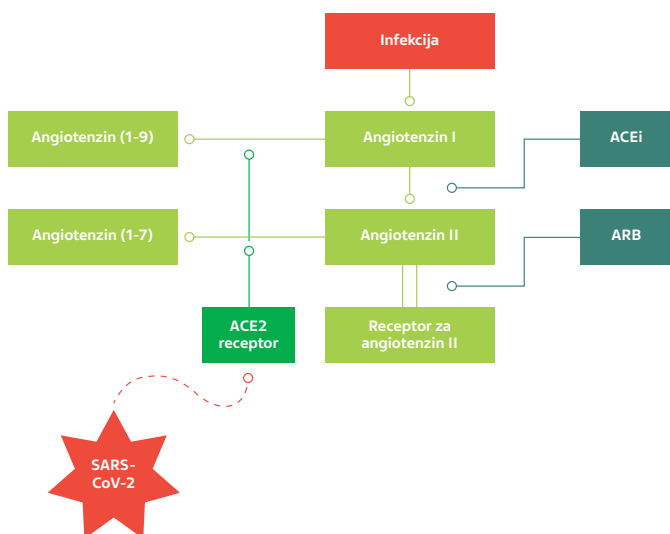 Infekcija
Angiotenzin (1-9)
Angiotenzin I
ACEi
Angiotenzin (1-7)
Angiotenzin II
ARB
ACE2
receptor
Receptor za
angiotenzin II
SARS-
CoV-2